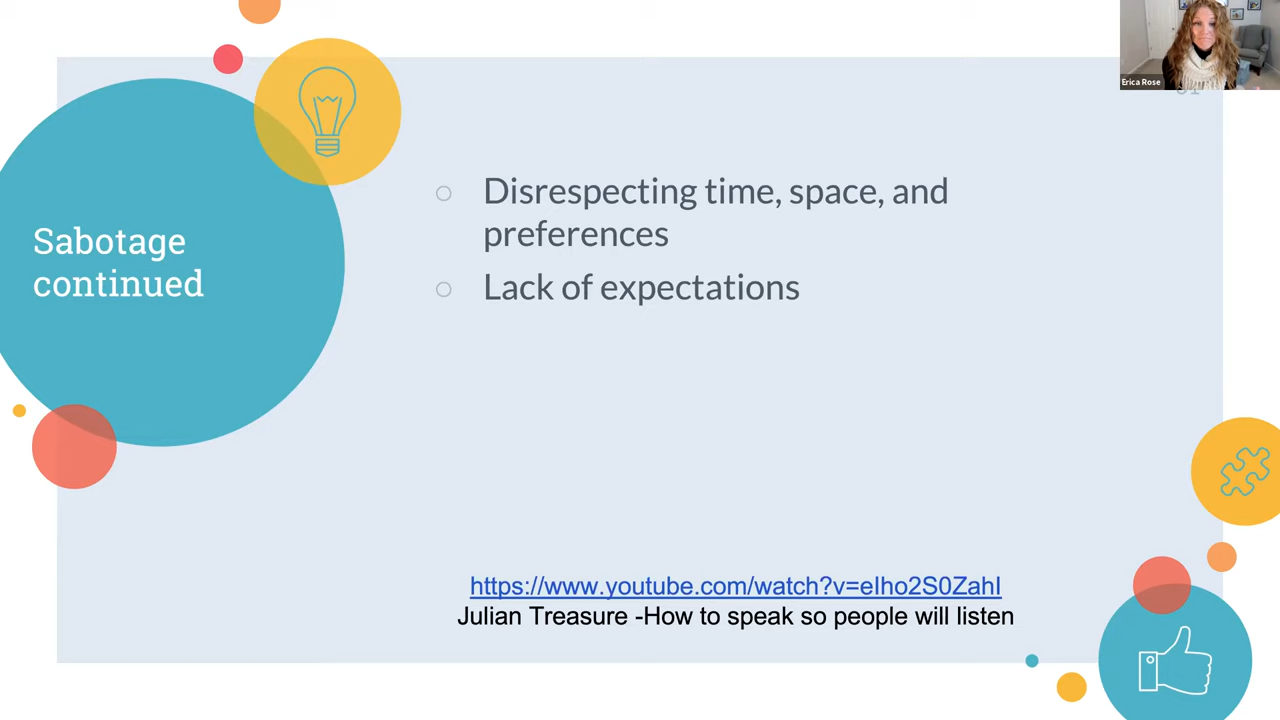 Erica Rose
Sabotage
continued
Disrespecting time, space, and
preferences
Lack of expectations
https://www.youtube.com/watch?v=eIho2S0ZahI
Julian Treasure -How to speak so people will listen